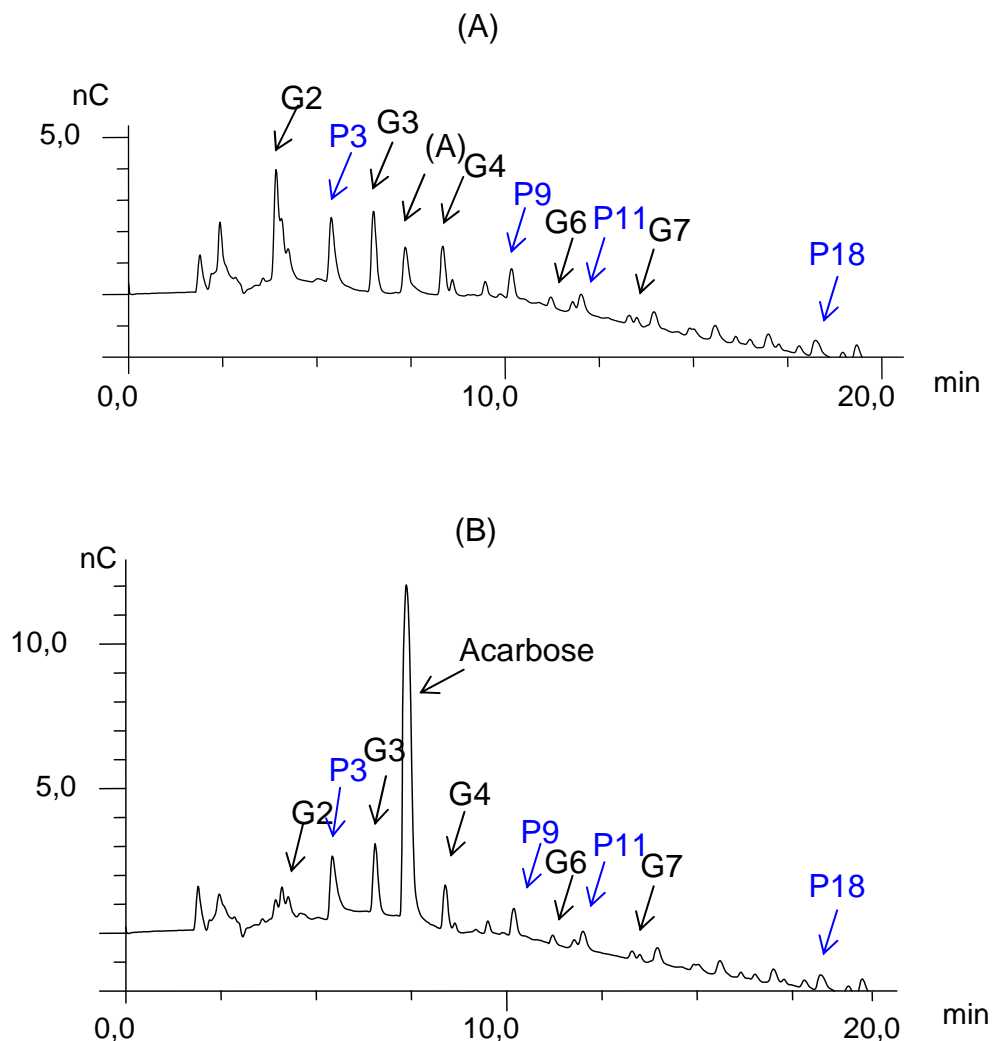 (A)
nC
5,0
G2
P3
G3
(A)
G4
P9
G6
P11
G7
P18
0,0
10,0
20,0
min
(B)
nC
10,0
5,0
Acarbose
G3
P3
G2
G4
P9
G6
P11
G7
P18
0,0
10,0
20,0
min